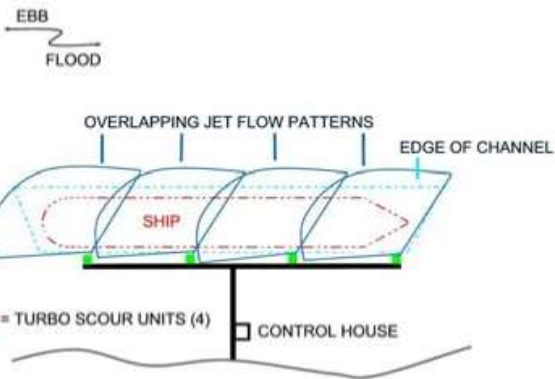 EBB
FLOOD
OVERLAPPING JET FLOW PATTERNS
EDGE OF CHANNEL
SHIP
= TURBO SCOUR UNITS (4)
CONTROL HOUSE